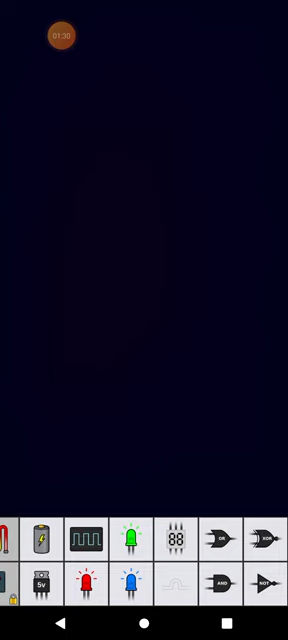 01:30
88
OR
XOR
5v
AND
NOT